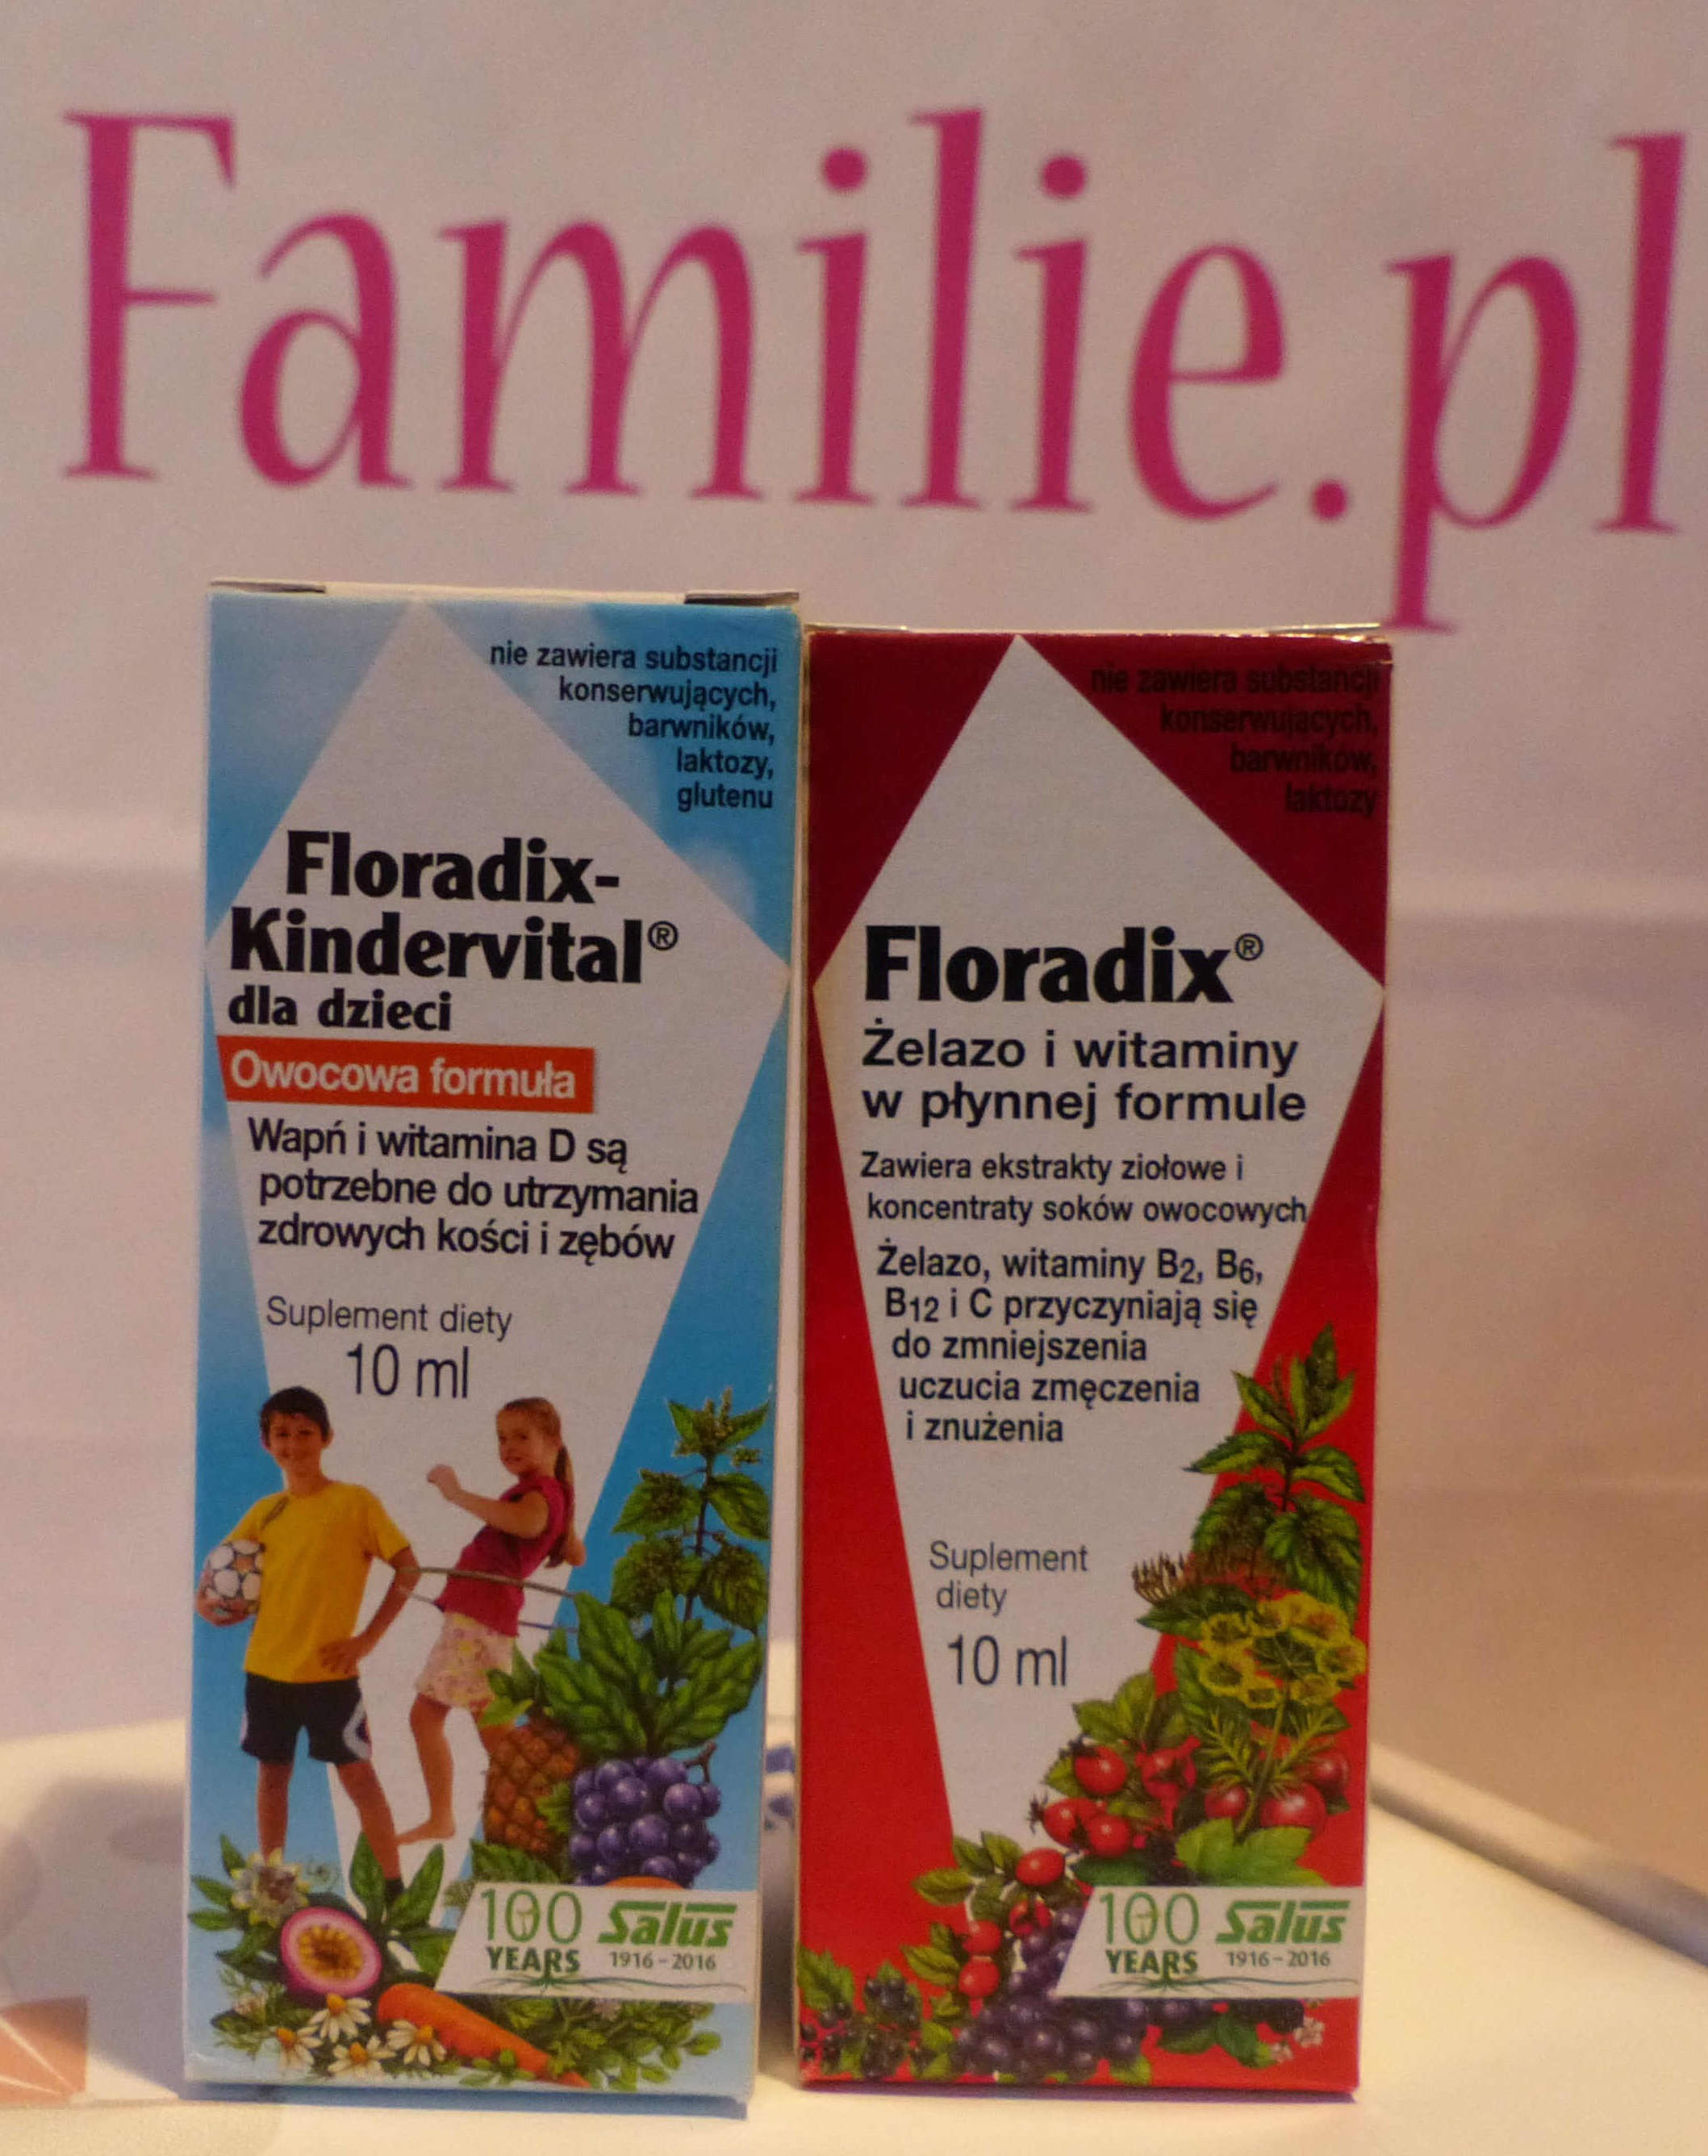 Familie.pl
nie zawiera substancji
konserwujących,
barwników,
laktozy,
glutenu
Floradix-
Kindervital®
dla dzieci
Owocowa formuła
Wapń i witamina D są
potrzebne do utrzymania
zdrowych kości i zębów
Suplement diety
10 ml
100 Salus
YEARS 1916-2016
nie zawiera substancji
konserwujących,
barwników,
laktozy
Floradix®
Żelazo i witaminy
w płynnej formule
Zawiera ekstrakty ziołowe i
koncentraty soków owocowych
Żelazo, witaminy B2, B6,
B12 i C przyczyniają się
do zmniejszenia
uczucia zmęczenia
i znużenia
Suplement
diety
10 ml
100 Salus
YEARS 1916-2016